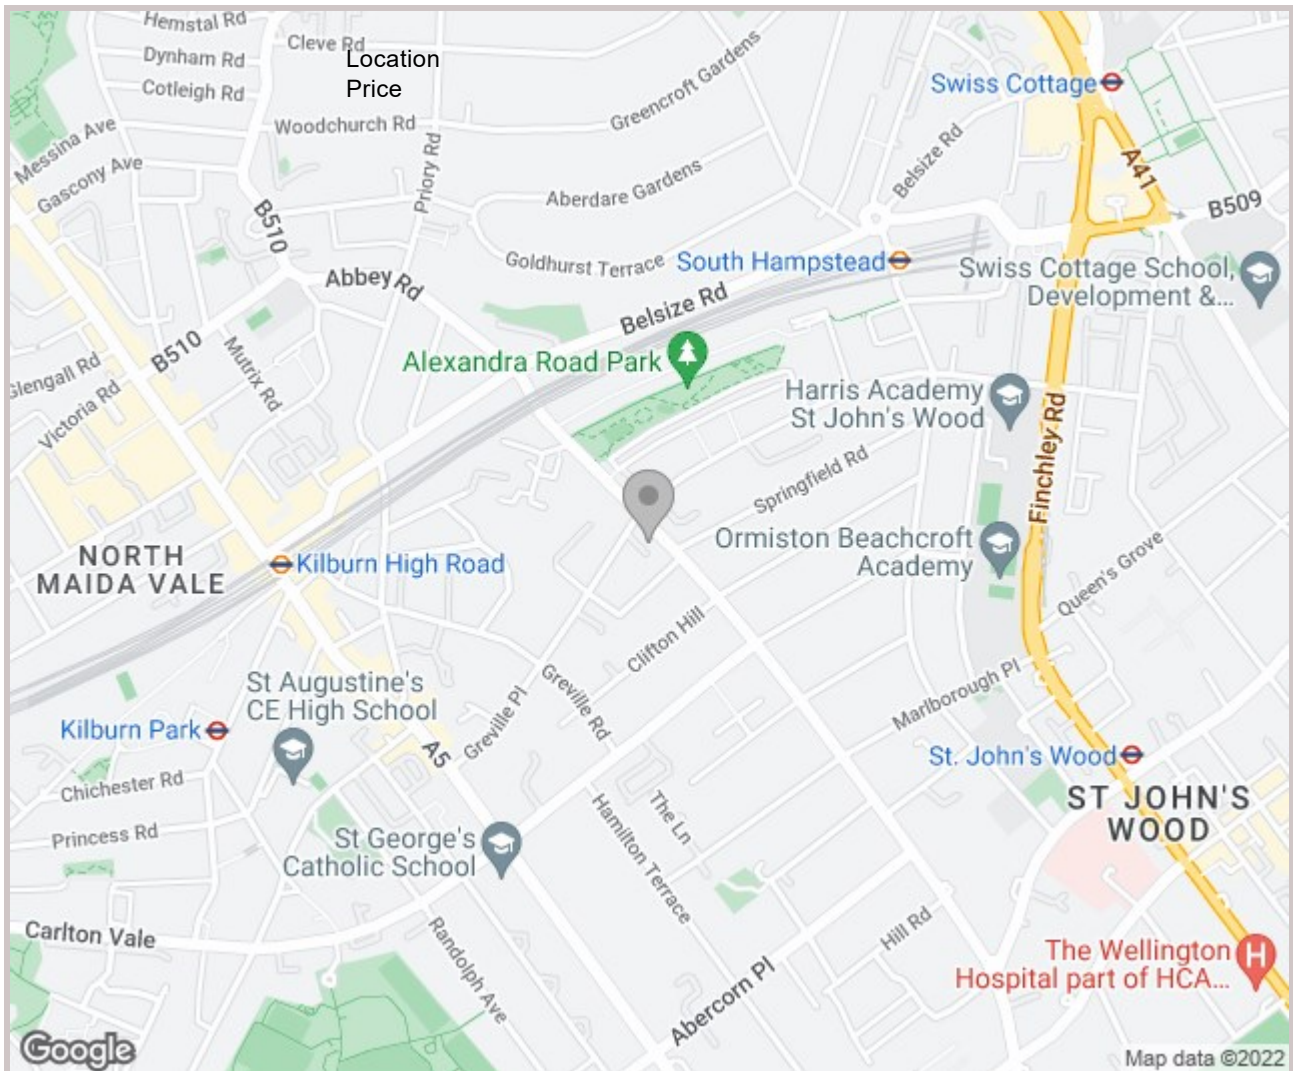 Hemstal Rd
Cleve Rd
Dynham Rd
Location
Price
Cotleigh Rd
Swiss Cottage
Woodchurch Rd
Greencroft Gardens
Messina Ave
Gascony Ave
Priory Rd
Belsize Rd
A41
Aberdare Gardens
B509
B510
Goldhurst Terrace
South Hampstead
Swiss Cottage School,
Development &...
Abbey Rd
Belsize Rd
B510
Mutrix Rd
Alexandra Road Park
Glengall Rd
Victoria Rd
Harris Academy
St John's Wood
Finchley Rd
Springfield Rd
NORTH
MAIDA VALE
Kilburn High Road
Ormiston Beachcroft
Academy
Queen's Grove
Clifton Hill
St Augustine's
CE High School
Greville Pl
Greville Rd
Marlborough Pl
Kilburn Park
A5
St. John's Wood
Chichester Rd
ST JOHN'S
WOOD
Princess Rd
The Ln
Hamilton Terrace
St George's
Catholic School
Carlton Vale
Randolph Ave
Hill Rd
The Wellington
Hospital part of HCA...
Abercorn Pl
Google
Map data ©2022